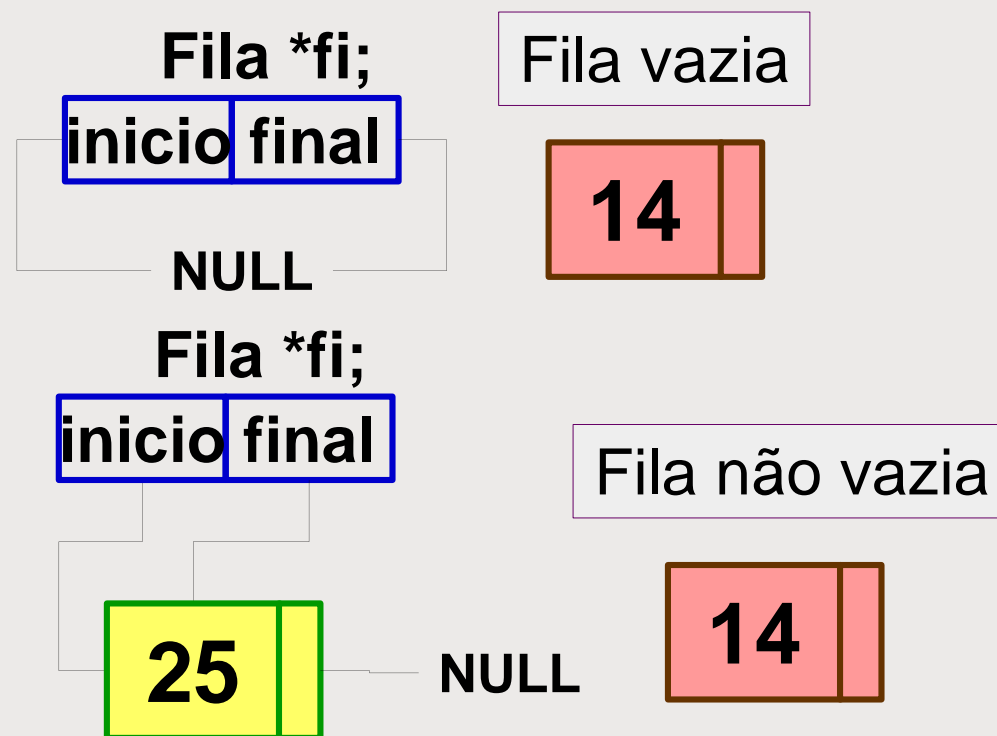 Fila *fi;
Fila vazia
inicio final
14
NULL
Fila *fi;
inicio final
Fila não vazia
25
NULL
14